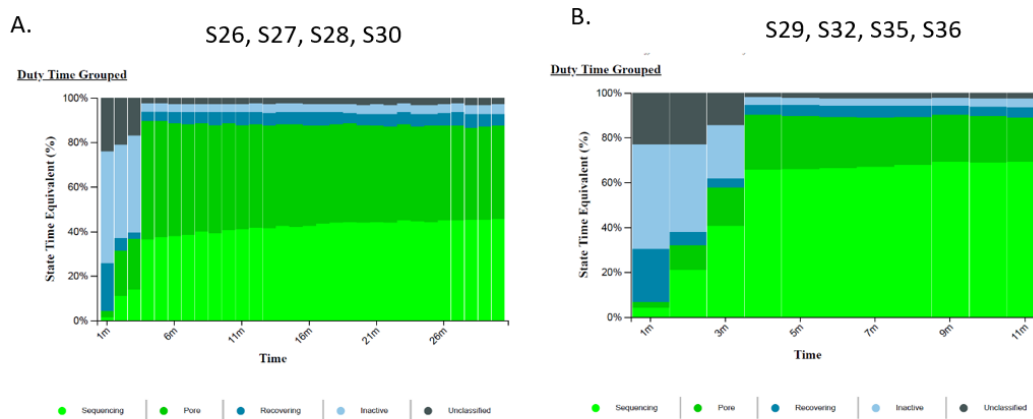 A.
S26, S27, S28, S30
Duty Time Grouped
State Time Equivalent (%)
100%
80%
60%
40%
20%
0%
1m
6m
11m
16m
21m
26m
Time
Sequencing
Pore
Recovering
Inactive
Unclassified
B.
S29, S32, S35, S36
Duty Time Grouped
State Time Equivalent (%)
100%
80%
60%
40%
20%
0%
1m
3m
5m
7m
9m
11m
Time
Sequencing
Pore
Recovering
Inactive
Unclassified